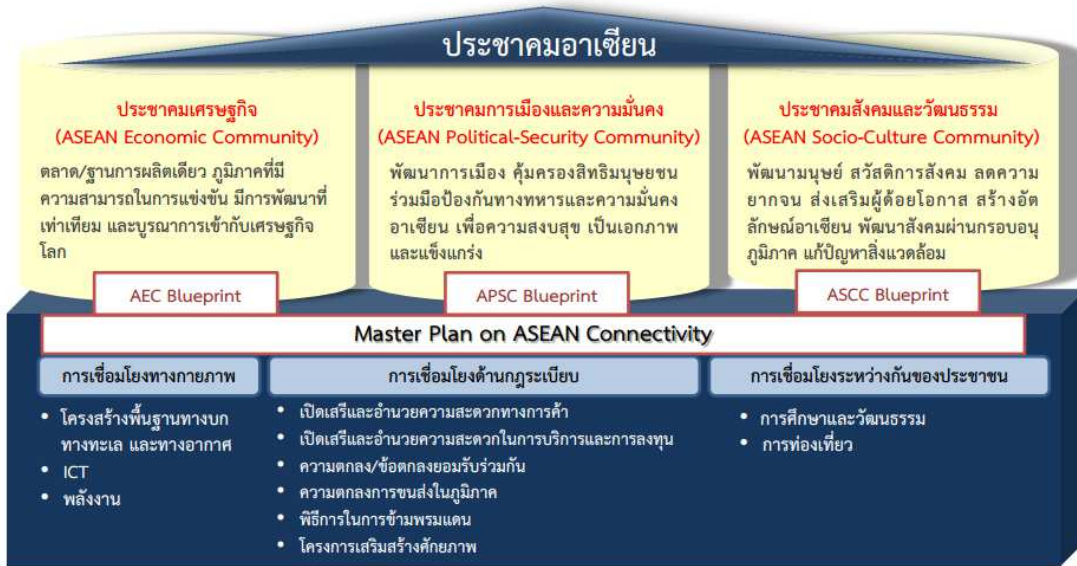 ประชาคมอาเซียน
ประชาคมเศรษฐกิจ
(ASEAN Economic Community)
ตลาด/ฐานการผลิตเดียว ภูมิภาคที่มี
ความสามารถในการแข่งขัน มีการพัฒนาที่
เท่าเทียม และบูรณาการเข้ากับเศรษฐกิจ
โลก
AEC Blueprint
ประชาคมการเมืองและความมั่นคง
(ASEAN Political-Security Community)
พัฒนาการเมือง คุ้มครองสิทธิมนุษยชน
ร่วมมือป้องกันทางทหารและความมั่นคง
อาเซียน เพื่อความสงบสุข เป็นเอกภาพ
และแข็งแกร่ง
APSC Blueprint
ประชาคมสังคมและวัฒนธรรม
(ASEAN Socio-Culture Community)
พัฒนามนุษย์ สวัสดิการสังคม ลดความ
ยากจน ส่งเสริมผู้ด้อยโอกาส สร้างอัต
ลักษณ์อาเซียน พัฒนาสังคมผ่านกรอบอนุ
ภูมิภาค แก้ปัญหาสิ่งแวดล้อม
ASCC Blueprint
Master Plan on ASEAN Connectivity
การเชื่อมโยงทางกายภาพ
• โครงสร้างพื้นฐานทางบก
ทางทะเล และทางอากาศ
• ICT
• พลังงาน
การเชื่อมโยงด้านกฎระเบียบ
• เปิดเสรีและอำนวยความสะดวกทางการค้า
• เปิดเสรีและอำนวยความสะดวกในการบริการและการลงทุน
• ความตกลง/ข้อตกลงยอมรับร่วมกัน
• ความตกลงการขนส่งในภูมิภาค
• พิธีการในการข้ามพรมแดน
• โครงการเสริมสร้างศักยภาพ
การเชื่อมโยงระหว่างกันของประชาชน
• การศึกษาและวัฒนธรรม
• การท่องเที่ยว